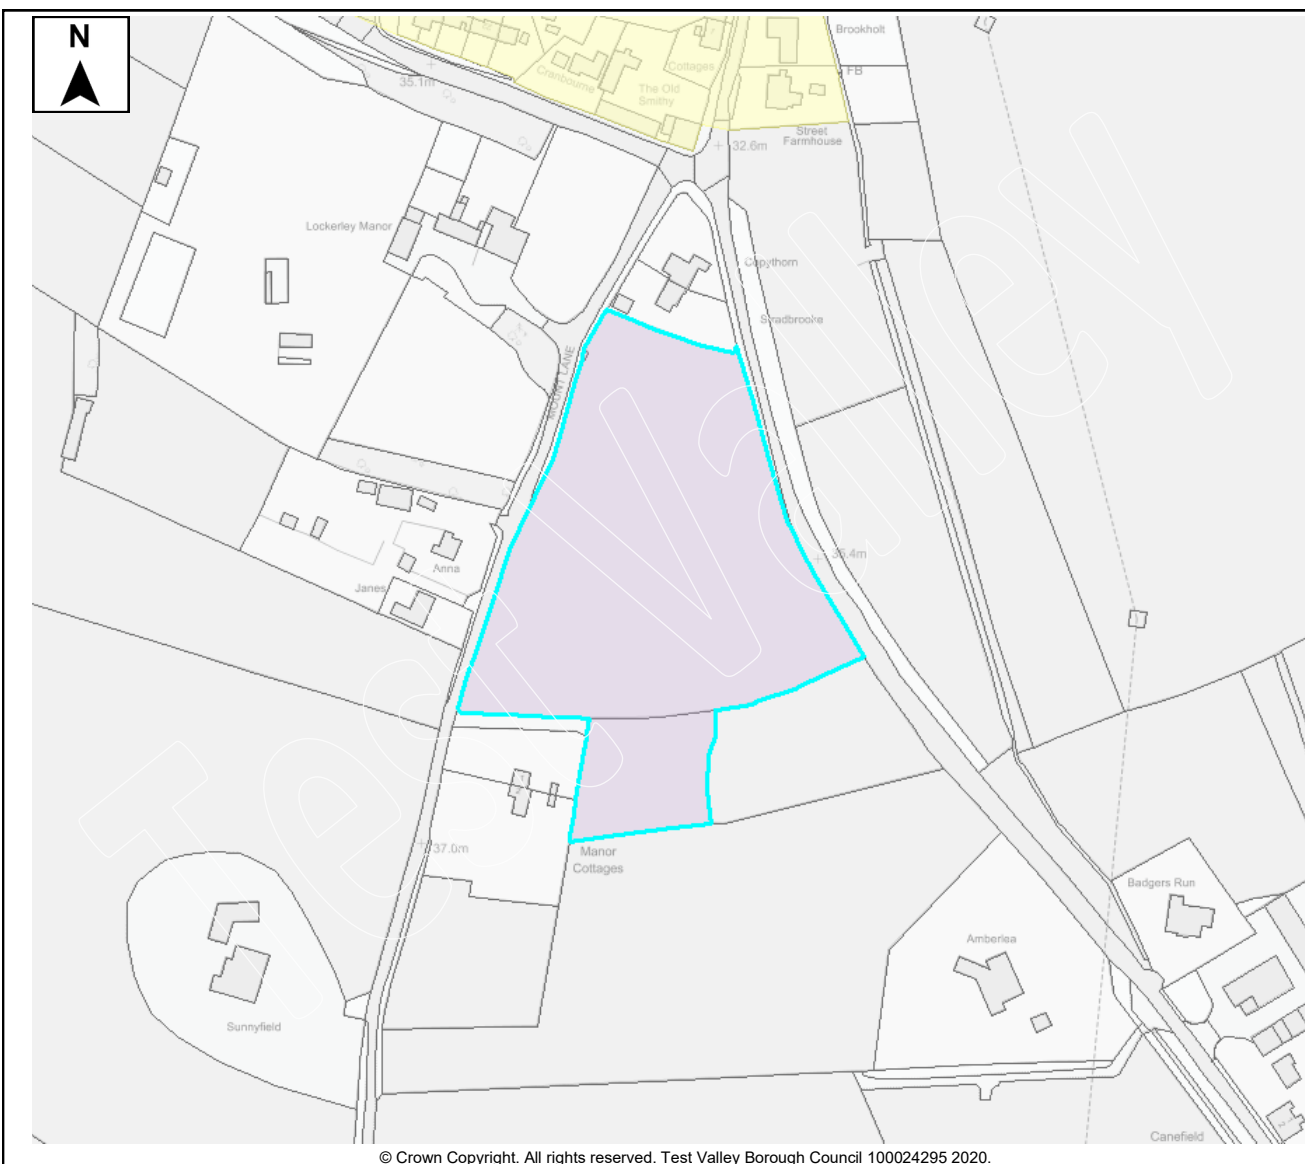 N
Brookholt
FB
35.1m
Cranbourne
Cottages
The Old
Smithy
Street
Farmhouse
32.6m
Lockerley Manor
Copythorn
Stradbrooke
MOUNT LANE
35.4m
Anna
Janes
37.0m
Manor
Cottages
Badgers Run
Amberlea
Sunnyfield
Canefield
Test Valley
© Crown Copyright. All rights reserved. Test Valley Borough Council 100024295 2020.